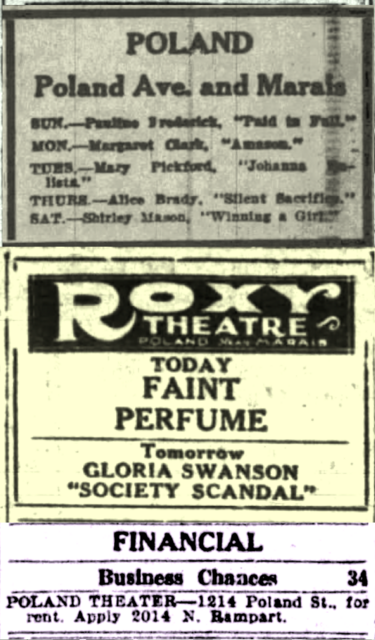 POLAND
Poland Ave. and Marais
SUN.—Pauline Frederick, "Paid in Full."
MON.—Margaret Clark, "Amazon."
TUES.—Mary Pickford, "Johanna
lists."
THURS.—Alice Brady, "Silent Sacrifice."
SAT.—Shirley Mason, "Winning a Girl."
ROXY
THEATRE
POLAND MARAIS
TODAY
FAINT
PERFUME
Tomorrow
GLORIA SWANSON
"SOCIETY SCANDAL"
FINANCIAL
Business Chances 34
POLAND THEATER—1214 Poland St., for
rent. Apply 2014 N. Rampart.